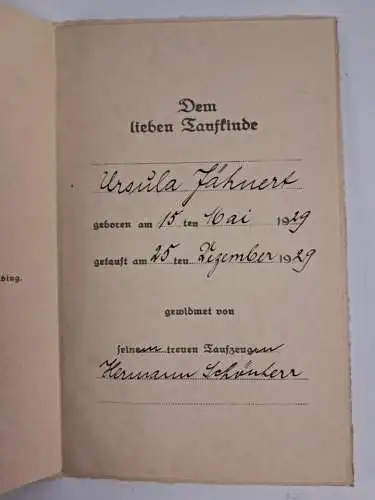 Dem
lieben Taufkinde
Ursula Jähnert
geboren am 15 ten Mai 1929
getauft am 25 ten Dezember 1929
gewidmet von
seinem treuen Taufzeugen
Hermann Schönherr